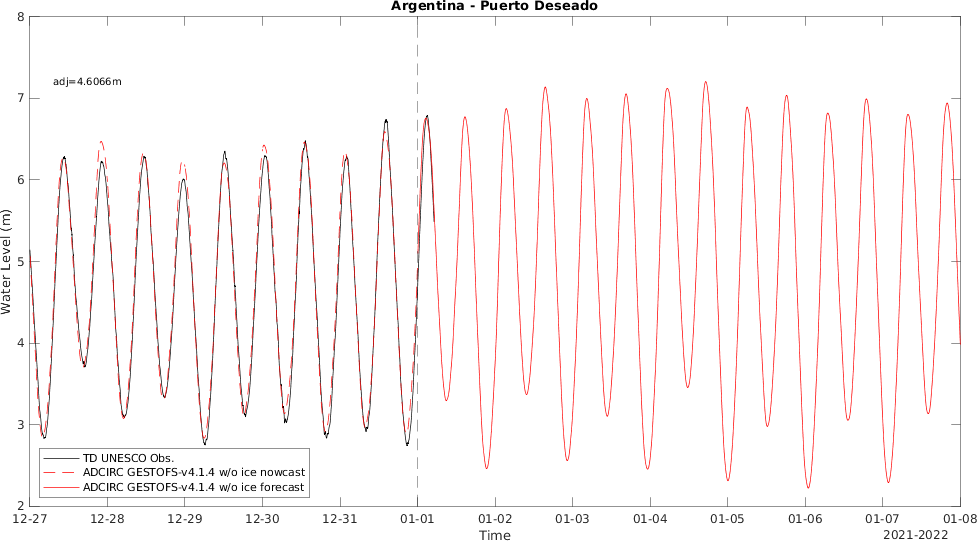 Argentina - Puerto Deseado
8
7
6
5
4
3
2
Water Level (m)
adj=4.6066m
TD UNESCO Obs.
ADCIRC GESTOFS-v4.1.4 w/o ice nowcast
ADCIRC GESTOFS-v4.1.4 w/o ice forecast
12-27 12-28 12-29 12-30 12-31 01-01 01-02 01-03 01-04 01-05 01-06 01-07 01-08
Time
2021-2022